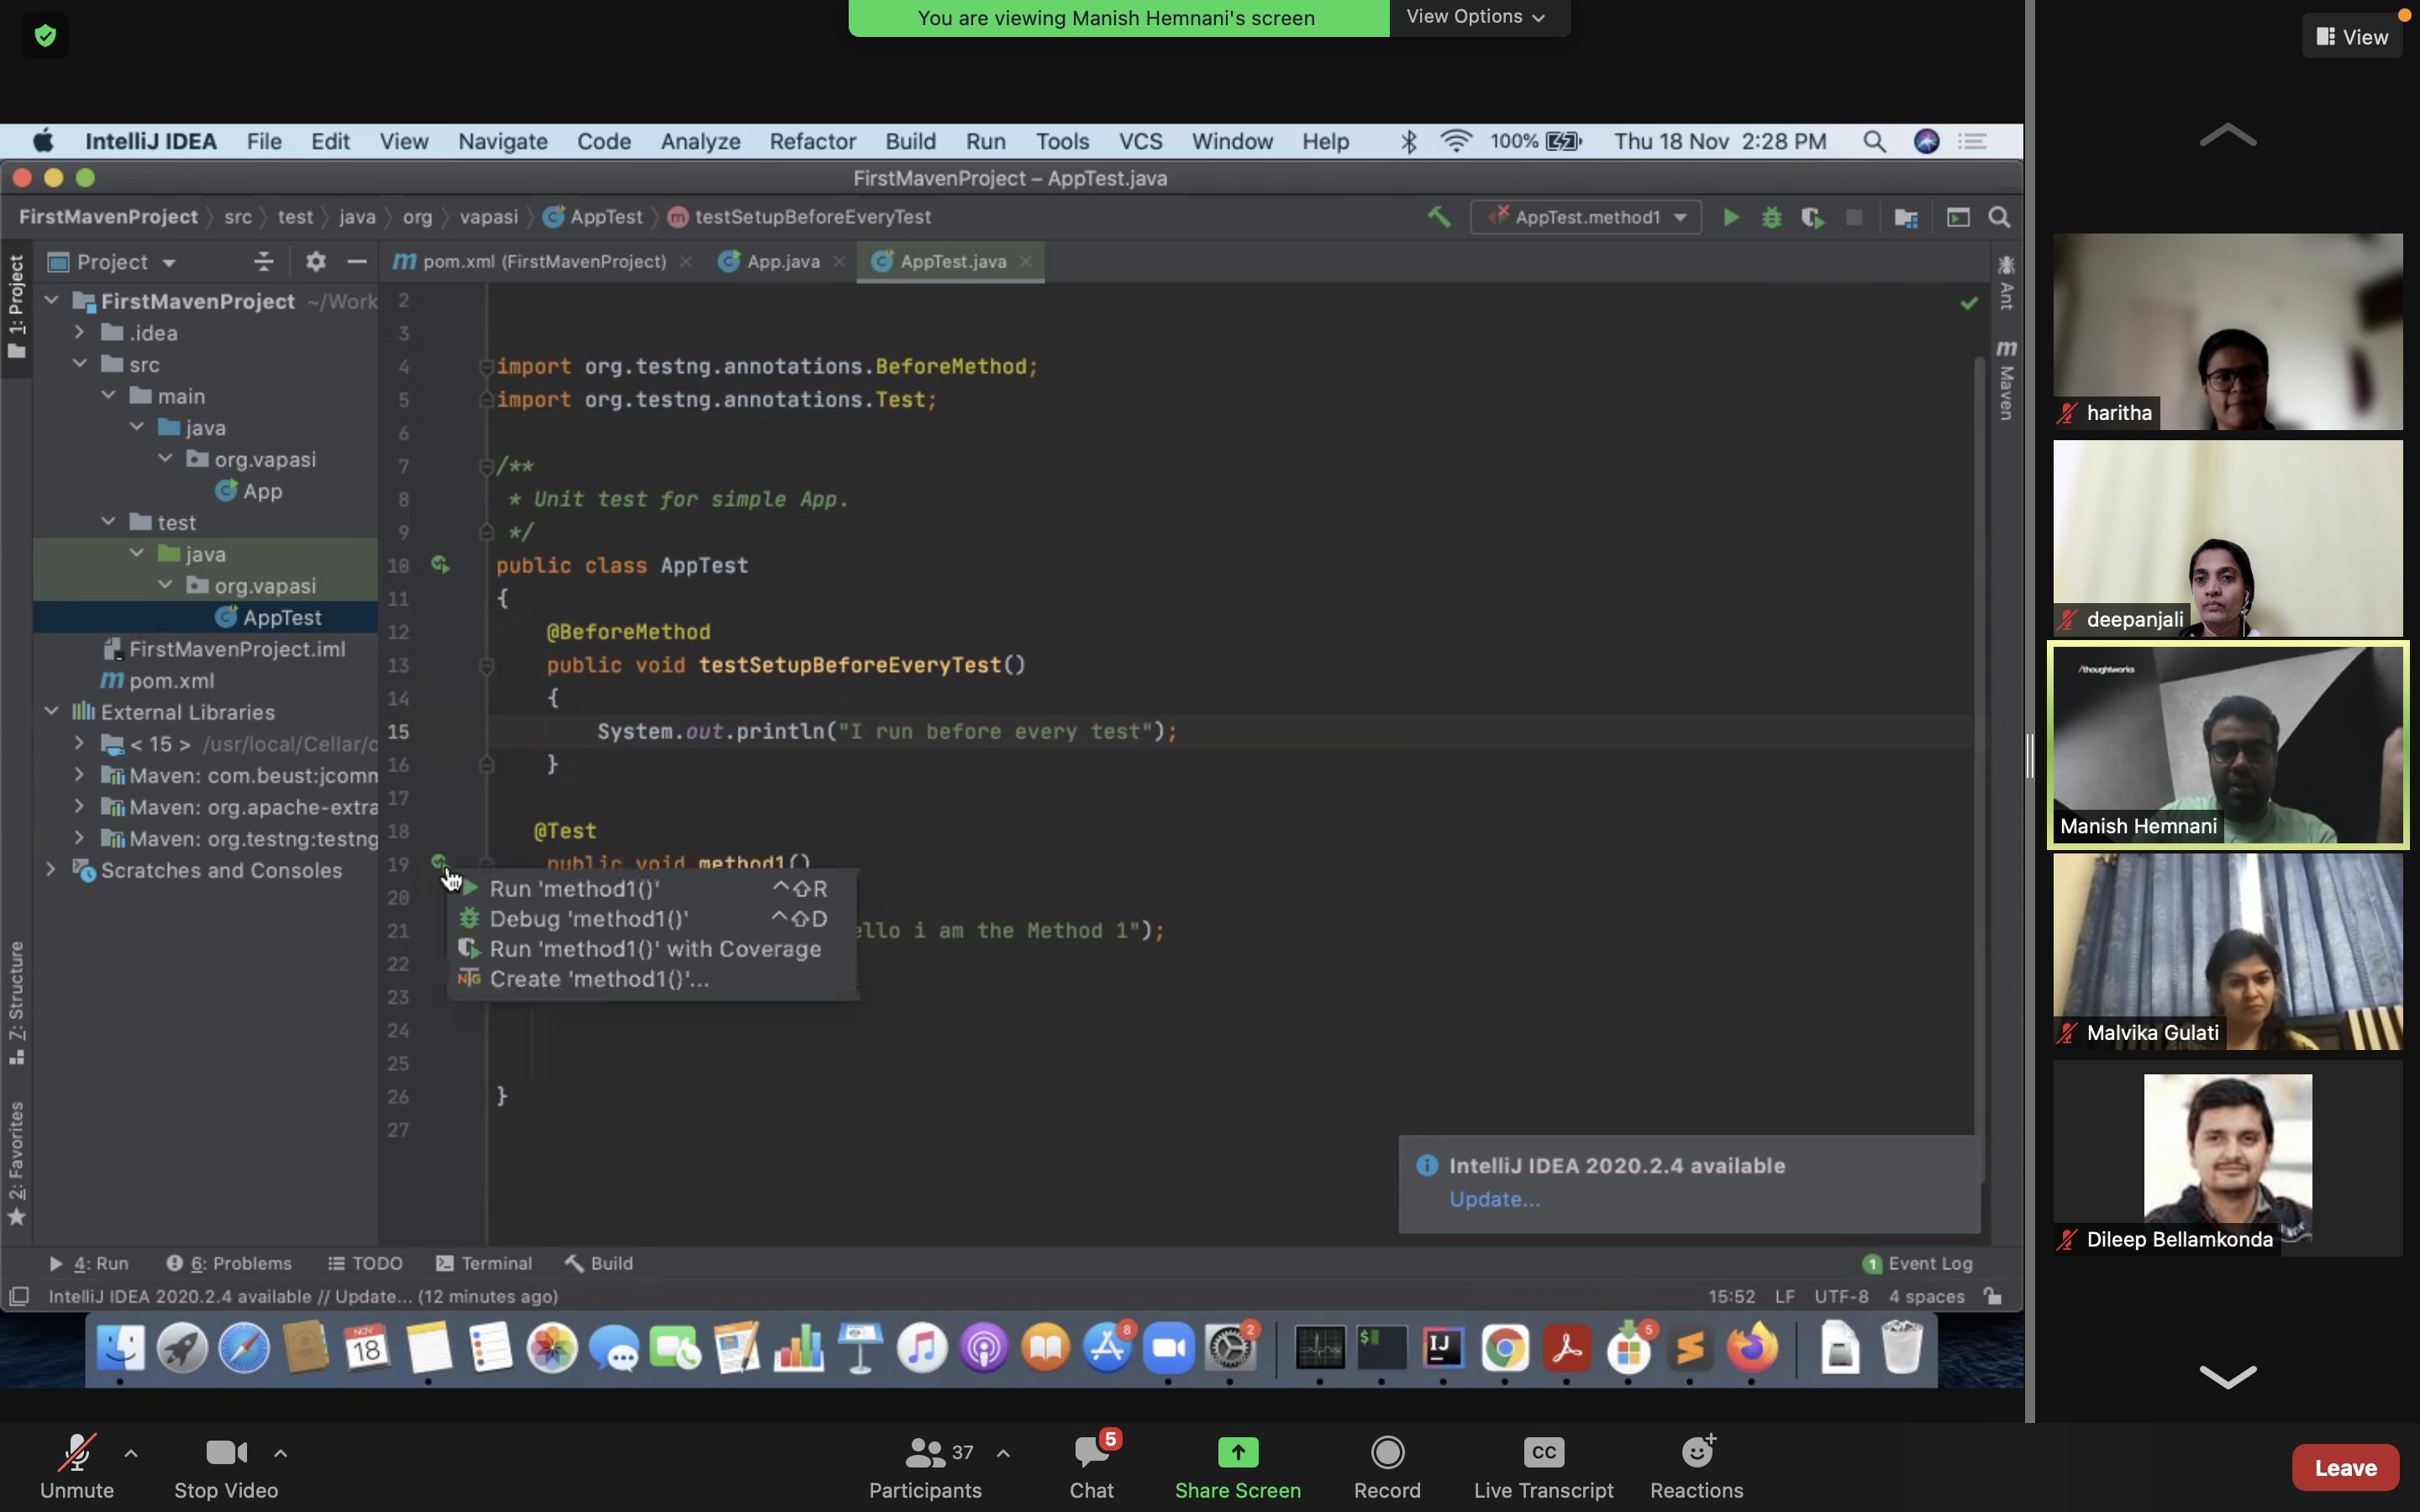 You are viewing Manish Hemnani's screen
View Options
View
IntelliJ IDEA File Edit View Navigate Code Analyze Refactor Build Run Tools VCS Window Help 100% Thu 18 Nov 2:28 PM
FirstMavenProject – AppTest.java
FirstMavenProject src test java org vapasi AppTest testSetupBeforeEveryTest AppTest.method1
1: Project
Project
pom.xml (FirstMavenProject)
App.java
AppTest.java
FirstMavenProject ~/Work
.idea
src
main
java
org.vapasi
App
test
java
org.vapasi
AppTest
FirstMavenProject.iml
pom.xml
External Libraries
< 15 > /usr/local/Cellar/o
Maven: com.beust:jcomm
Maven: org.apache-extra
Maven: org.testng:testng
Scratches and Consoles
7: Structure
2: Favorites
2
3
4 import org.testng.annotations.BeforeMethod;
5 import org.testng.annotations.Test;
6
7 /**
8 * Unit test for simple App.
9 */
10 public class AppTest
11 {
12 @BeforeMethod
13 public void testSetupBeforeEveryTest()
14 {
15 System.out.println("I run before every test");
16 }
17
18 @Test
19 public void method1()
20
21 ello i am the Method 1");
22
23
24
25
26 }
27
Run 'method1()' ^⇧R
Debug 'method1()' ^⇧D
Run 'method1()' with Coverage
Create 'method1()'...
Ant
Maven
IntelliJ IDEA 2020.2.4 available
Update...
4: Run 6: Problems TODO Terminal Build 1 Event Log
IntelliJ IDEA 2020.2.4 available // Update... (12 minutes ago) 15:52 LF UTF-8 4 spaces
NOV
18
8
2
$
IJ
5
haritha
deepanjali
/thoughtworks
Manish Hemnani
Malvika Gulati
Dileep Bellamkonda
Unmute
Stop Video
37
Participants
5
Chat
Share Screen
Record
CC
Live Transcript
Reactions
Leave